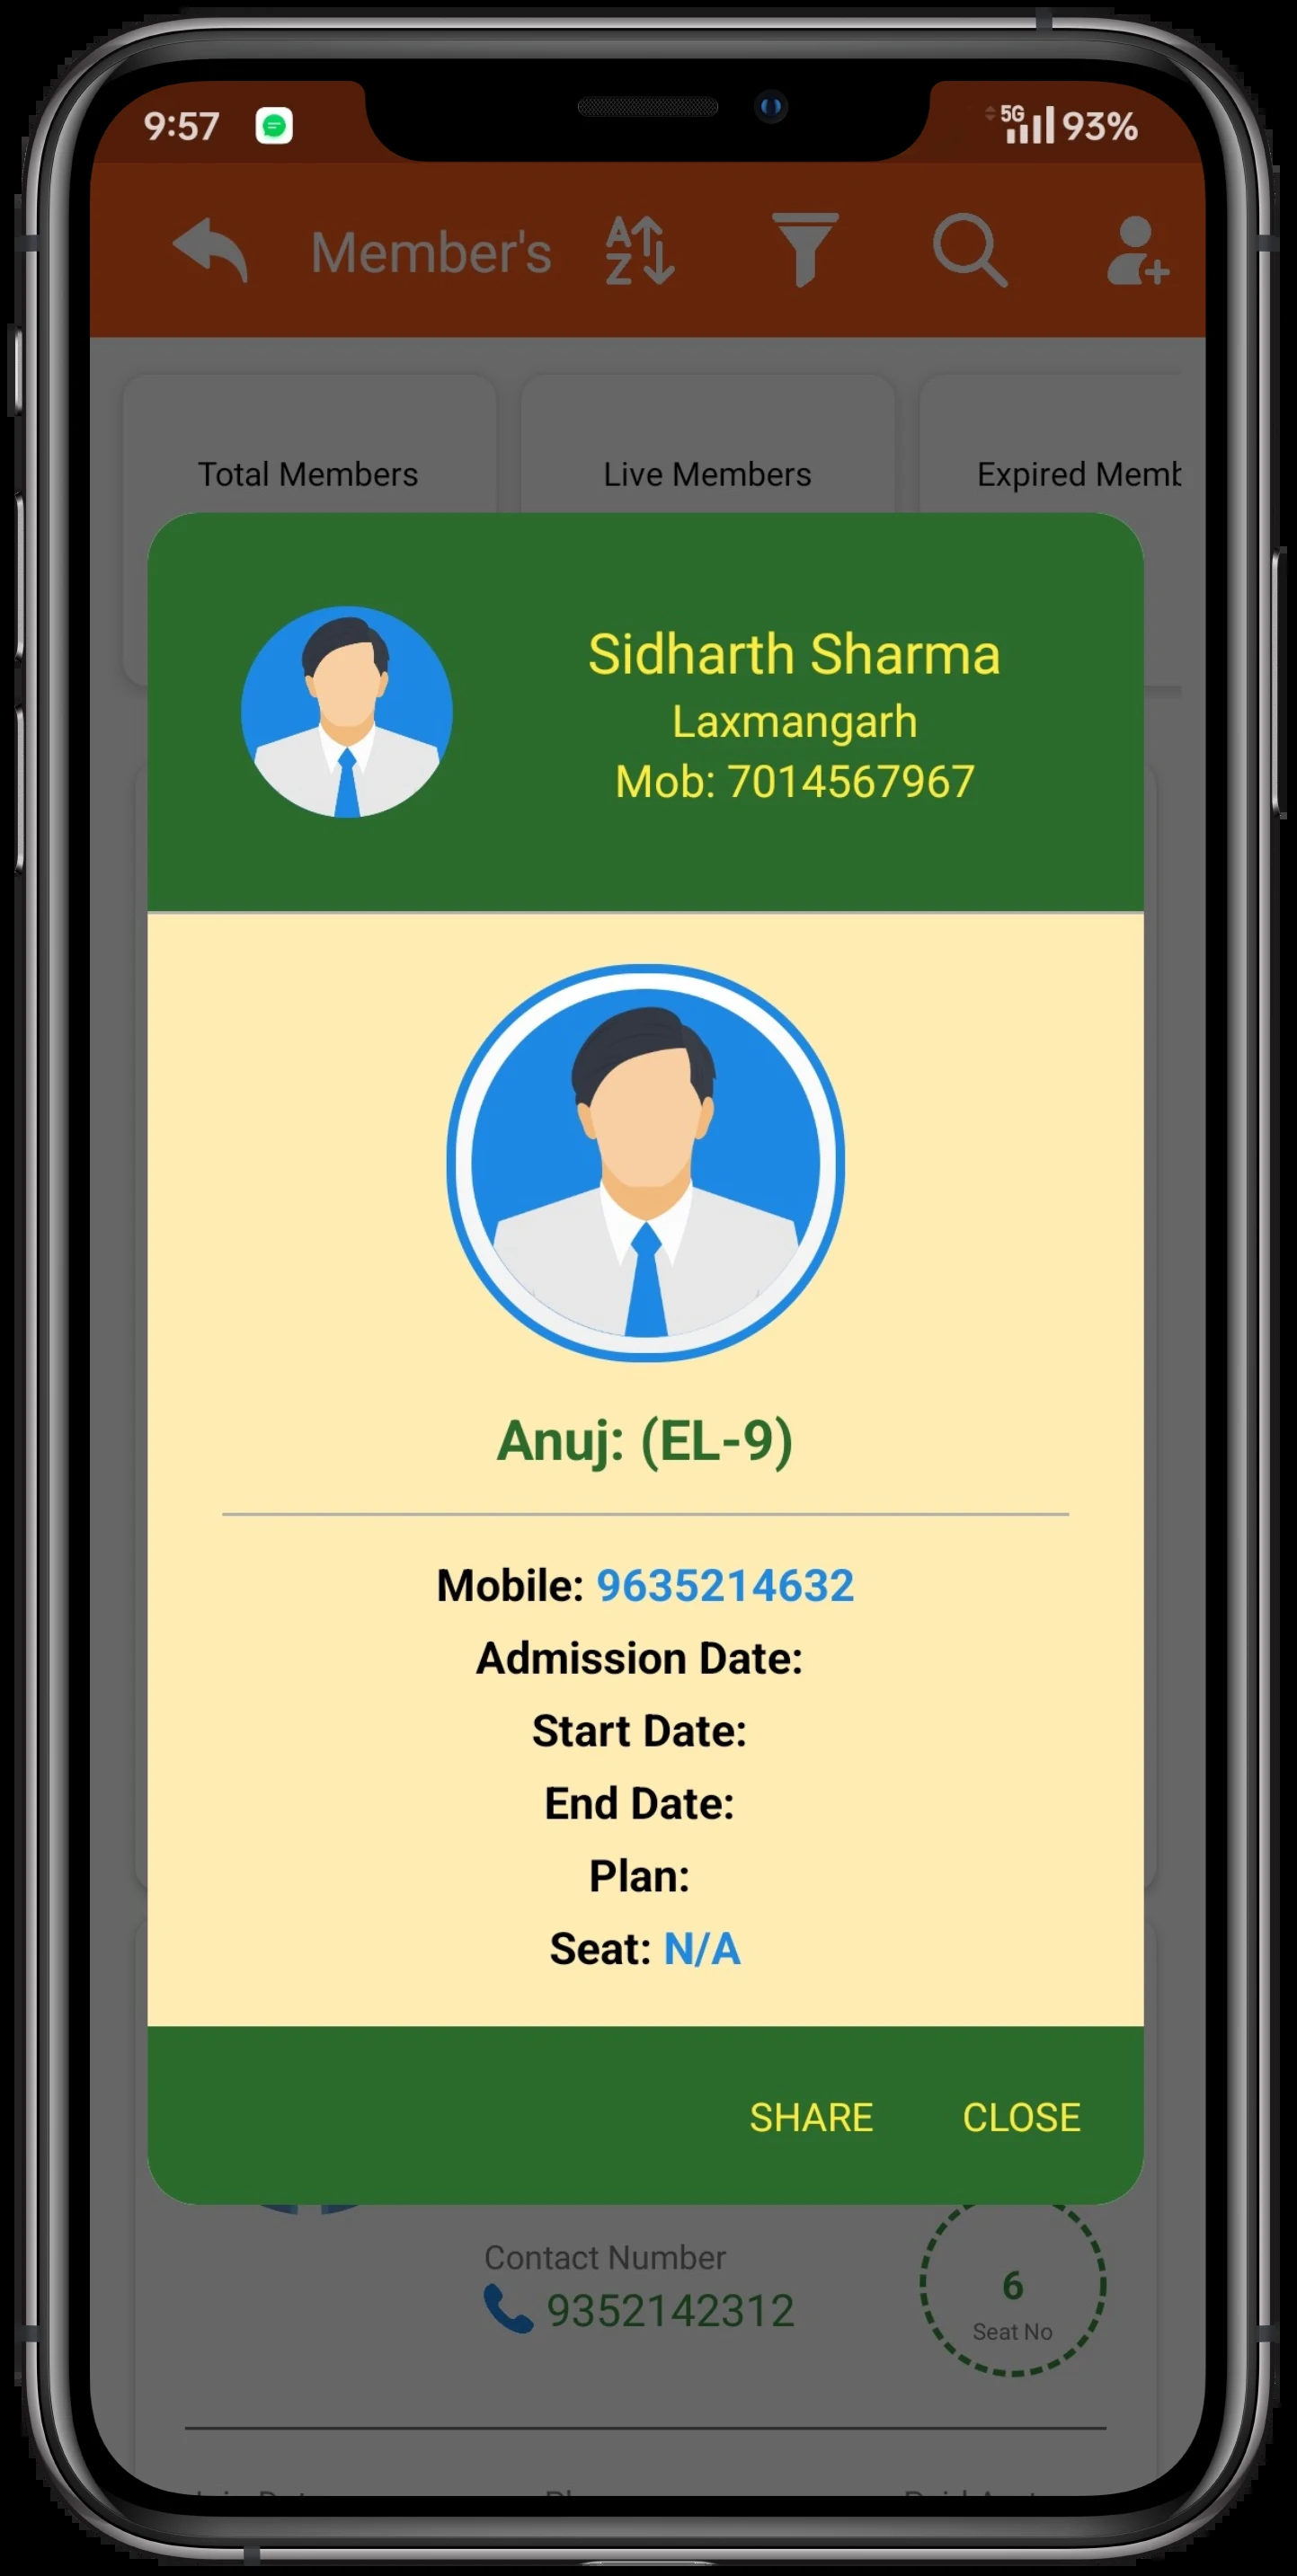 9:57
5G 93%
Member's
A
Z
Total Members
Live Members
Expired Memb
Sidharth Sharma
Laxmangarh
Mob: 7014567967
Anuj: (EL-9)
Mobile: 9635214632
Admission Date:
Start Date:
End Date:
Plan:
Seat: N/A
SHARE
CLOSE
Contact Number
9352142312
6
Seat No